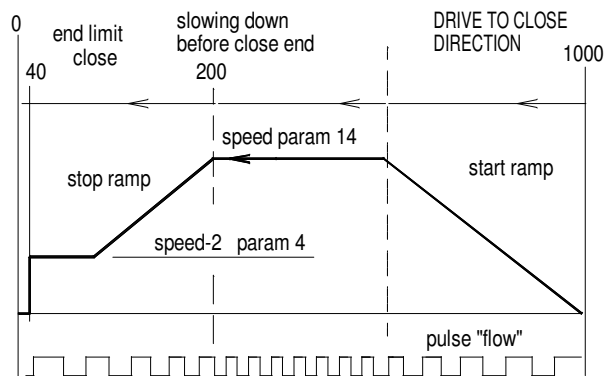 0
end limit
close
slowing down
before close end
DRIVE TO CLOSE
DIRECTION
40
200
1000
speed param 14
stop ramp
start ramp
speed-2 param 4
pulse "flow"